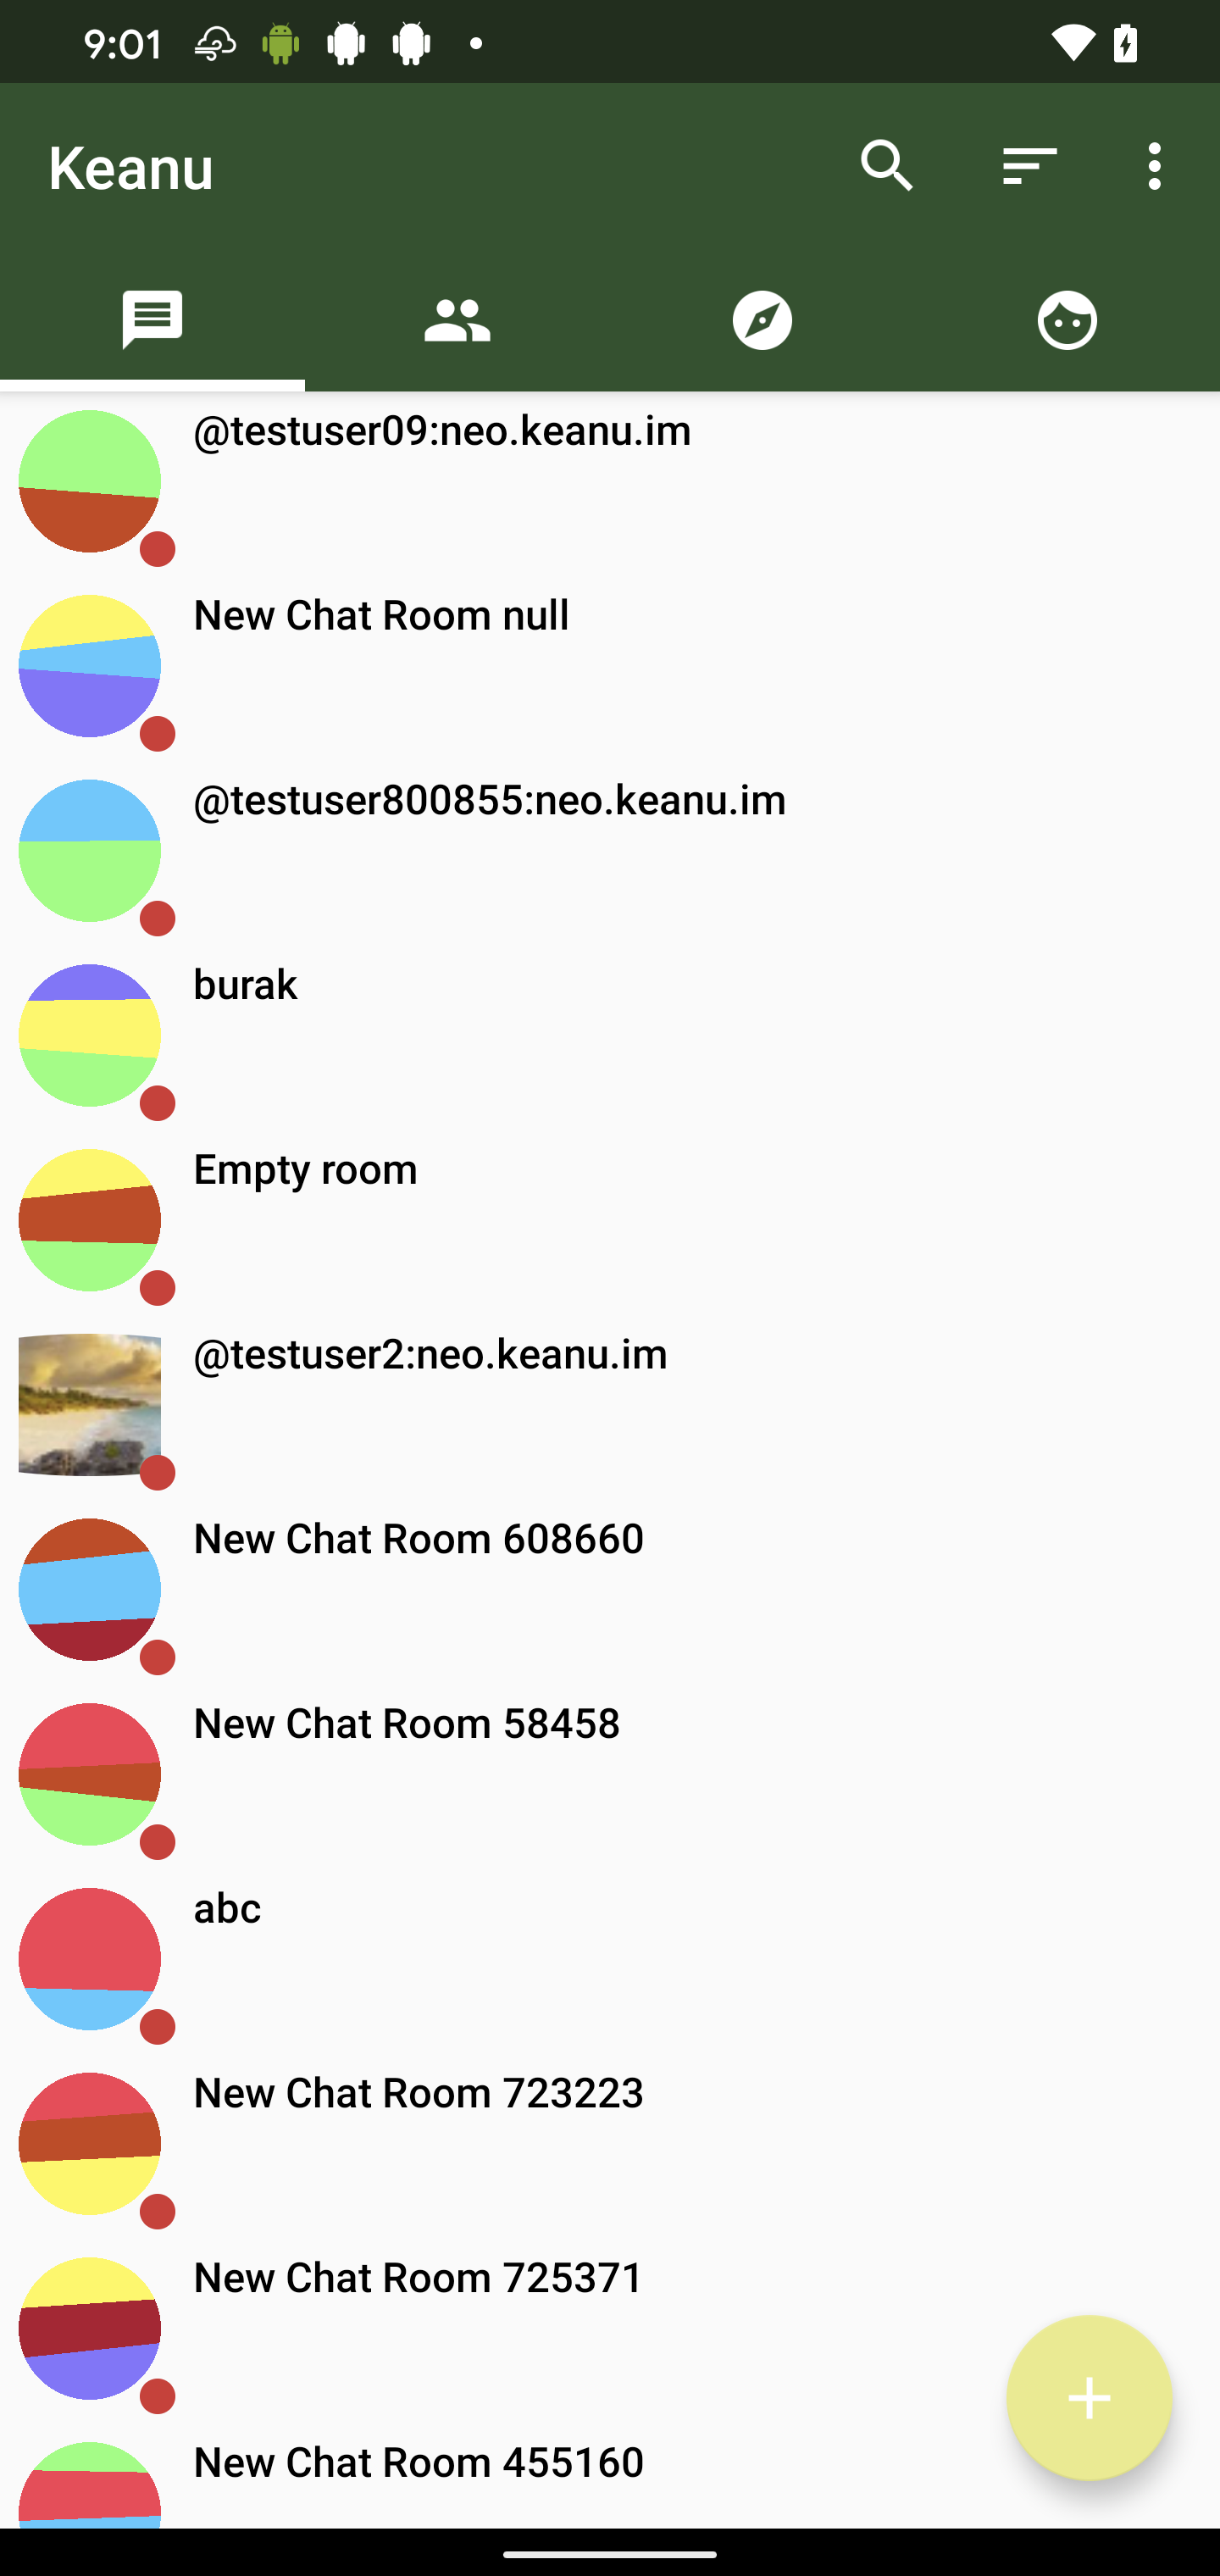 9:01
Keanu
@testuser09:neo.keanu.im
New Chat Room null
@testuser800855:neo.keanu.im
burak
Empty room
@testuser2:neo.keanu.im
New Chat Room 608660
New Chat Room 58458
abc
New Chat Room 723223
New Chat Room 725371
New Chat Room 455160